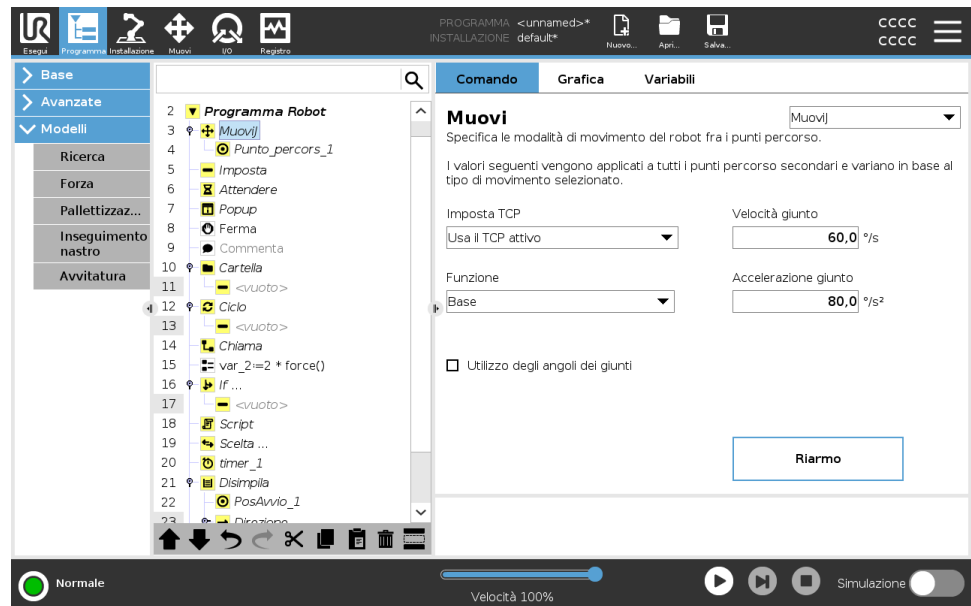 PROGRAMMA <unnamed>*
INSTALLAZIONE default*
Esegui
Programma
Installazione
Muovi
I/O
Registro
Nuovo...
Apri...
Salva...
CCCC
CCCC
Base
Avanzate
Modelli
Ricerca
Forza
Pallettizzaz...
Inseguimento
nastro
Avvitatura
2 Programma Robot
3 MuoviJ
4 Punto_percors_1
5 Imposta
6 Attendere
7 Popup
8 Ferma
9 Commenta
10 Cartella
11 <vuoto>
12 Ciclo
13 <vuoto>
14 Chiama
15 var_2:=2 * force()
16 If ...
17 <vuoto>
18 Script
19 Scelta ...
20 timer_1
21 Disimpila
22 PosAvvio_1
23 Direzione
Comando
Grafica
Variabili
Muovi
MuoviJ
Specifica le modalità di movimento del robot fra i punti percorso.
I valori seguenti vengono applicati a tutti i punti percorso secondari e variano in base al
tipo di movimento selezionato.
Imposta TCP
Velocità giunto
Usa il TCP attivo
60,0 °/s
Funzione
Accelerazione giunto
Base
80,0 °/s²
Utilizzo degli angoli dei giunti
Riarmo
Normale
Velocità 100%
Simulazione